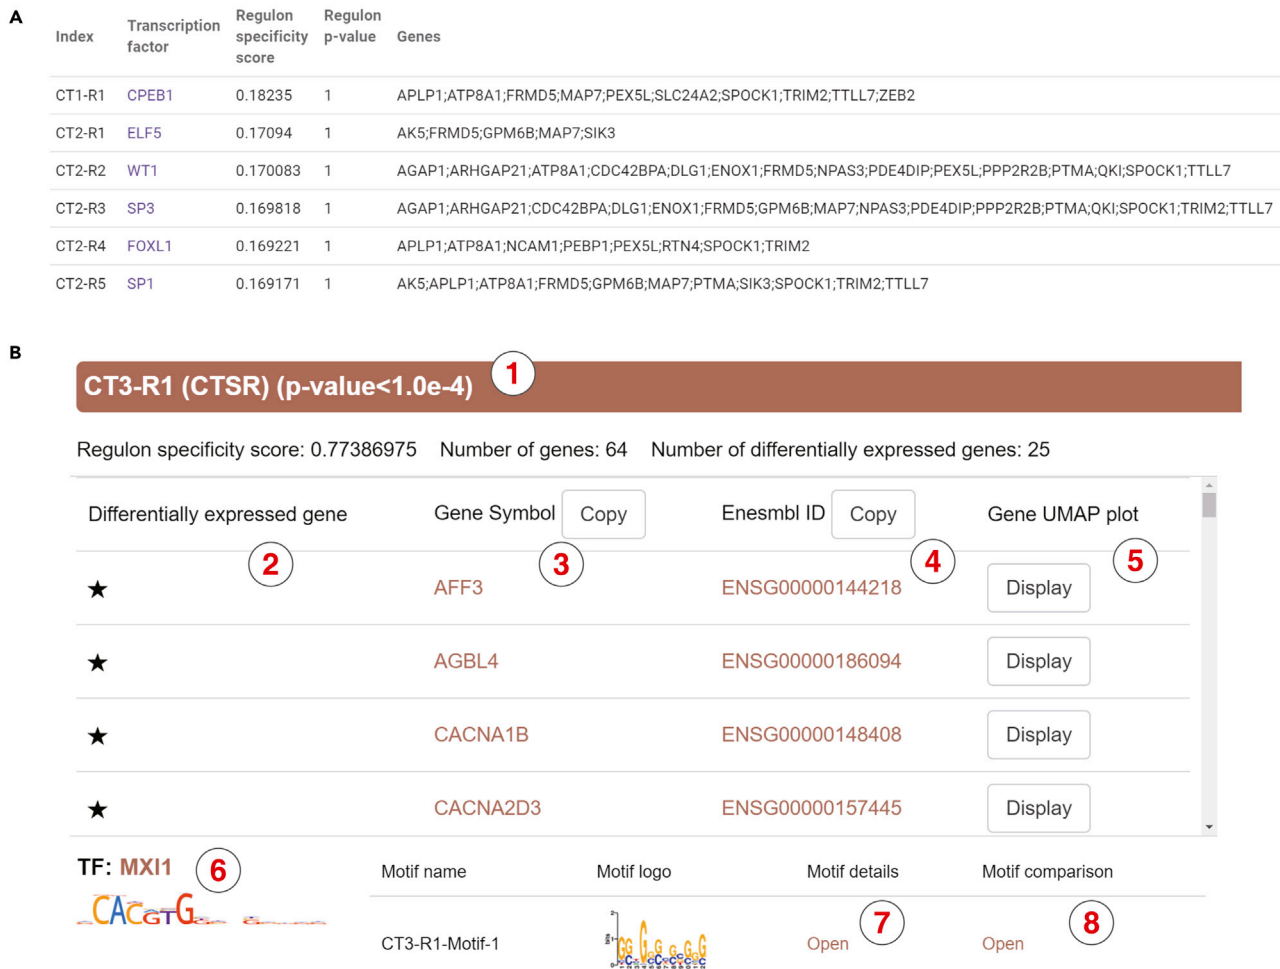 A
Index Transcription factor Regulon specificity score Regulon p-value Genes
CT1-R1 CPEB1 0.18235 1 APLP1;ATP8A1;FRMD5;MAP7;PEX5L;SLC24A2;SPOCK1;TRIM2;TTLL7;ZEB2
CT2-R1 ELF5 0.17094 1 AK5;FRMD5;GPM6B;MAP7;SIK3
CT2-R2 WT1 0.170083 1 AGAP1;ARHGAP21;ATP8A1;CDC42BPA;DLG1;ENOX1;FRMD5;NPAS3;PDE4DIP;PEX5L;PPP2R2B;PTMA;QKI;SPOCK1;TTLL7
CT2-R3 SP3 0.169818 1 AGAP1;ARHGAP21;CDC42BPA;DLG1;ENOX1;FRMD5;GPM6B;MAP7;NPAS3;PDE4DIP;PPP2R2B;PTMA;QKI;SPOCK1;TRIM2;TTLL7
CT2-R4 FOXL1 0.169221 1 APLP1;ATP8A1;NCAM1;PEBP1;PEX5L;RTN4;SPOCK1;TRIM2
CT2-R5 SP1 0.169171 1 AK5;APLP1;ATP8A1;FRMD5;GPM6B;MAP7;PTMA;SIK3;SPOCK1;TRIM2;TTLL7
B
CT3-R1 (CTSR) (p-value<1.0e-4) 1
Regulon specificity score: 0.77386975 Number of genes: 64 Number of differentially expressed genes: 25
Differentially expressed gene Gene Symbol Copy Enesmbl ID Copy Gene UMAP plot
2 3 4 5
★ AFF3 ENSG00000144218 Display
★ AGBL4 ENSG00000186094 Display
★ CACNA1B ENSG00000148408 Display
★ CACNA2D3 ENSG00000157445 Display
TF: MXI1 6 Motif name Motif logo Motif details Motif comparison
CACGTG
7 8
CT3-R1-Motif-1 Open Open